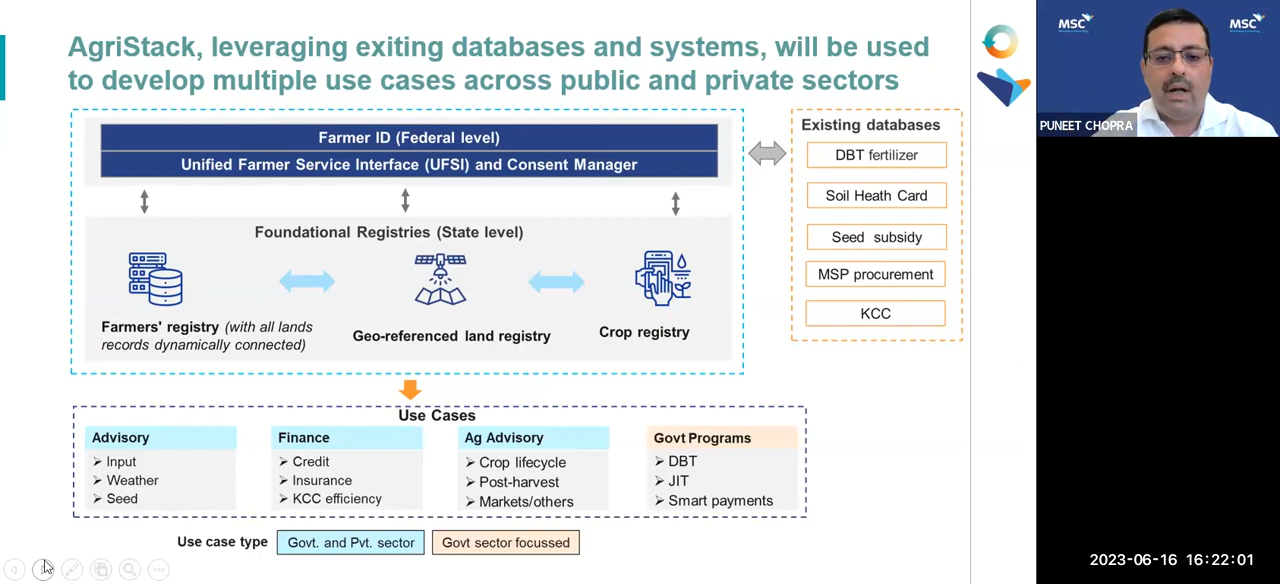 AgriStack, leveraging exiting databases and systems, will be used
to develop multiple use cases across public and private sectors
Farmer ID (Federal level)
Unified Farmer Service Interface (UFSI) and Consent Manager
Foundational Registries (State level)
Farmers' registry (with all lands
records dynamically connected)
Geo-referenced land registry
Crop registry
Existing databases
DBT fertilizer
Soil Heath Card
Seed subsidy
MSP procurement
KCC
Use Cases
Advisory
➢ Input
➢ Weather
➢ Seed
Finance
➢ Credit
➢ Insurance
➢ KCC efficiency
Ag Advisory
➢ Crop lifecycle
➢ Post-harvest
➢ Markets/others
Govt Programs
➢ DBT
➢ JIT
➢ Smart payments
Use case type
Govt. and Pvt. sector
Govt sector focussed
MSC
MSC
PUNEET CHOPRA
2023-06-16 16:22:01